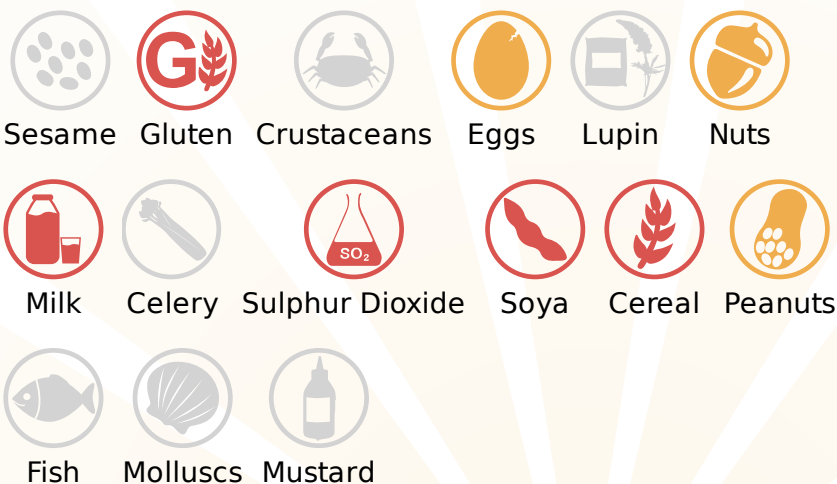 G
Sesame Gluten Crustaceans Eggs Lupin Nuts
SO₂
Milk Celery Sulphur Dioxide Soya Cereal Peanuts
Fish Molluscs Mustard